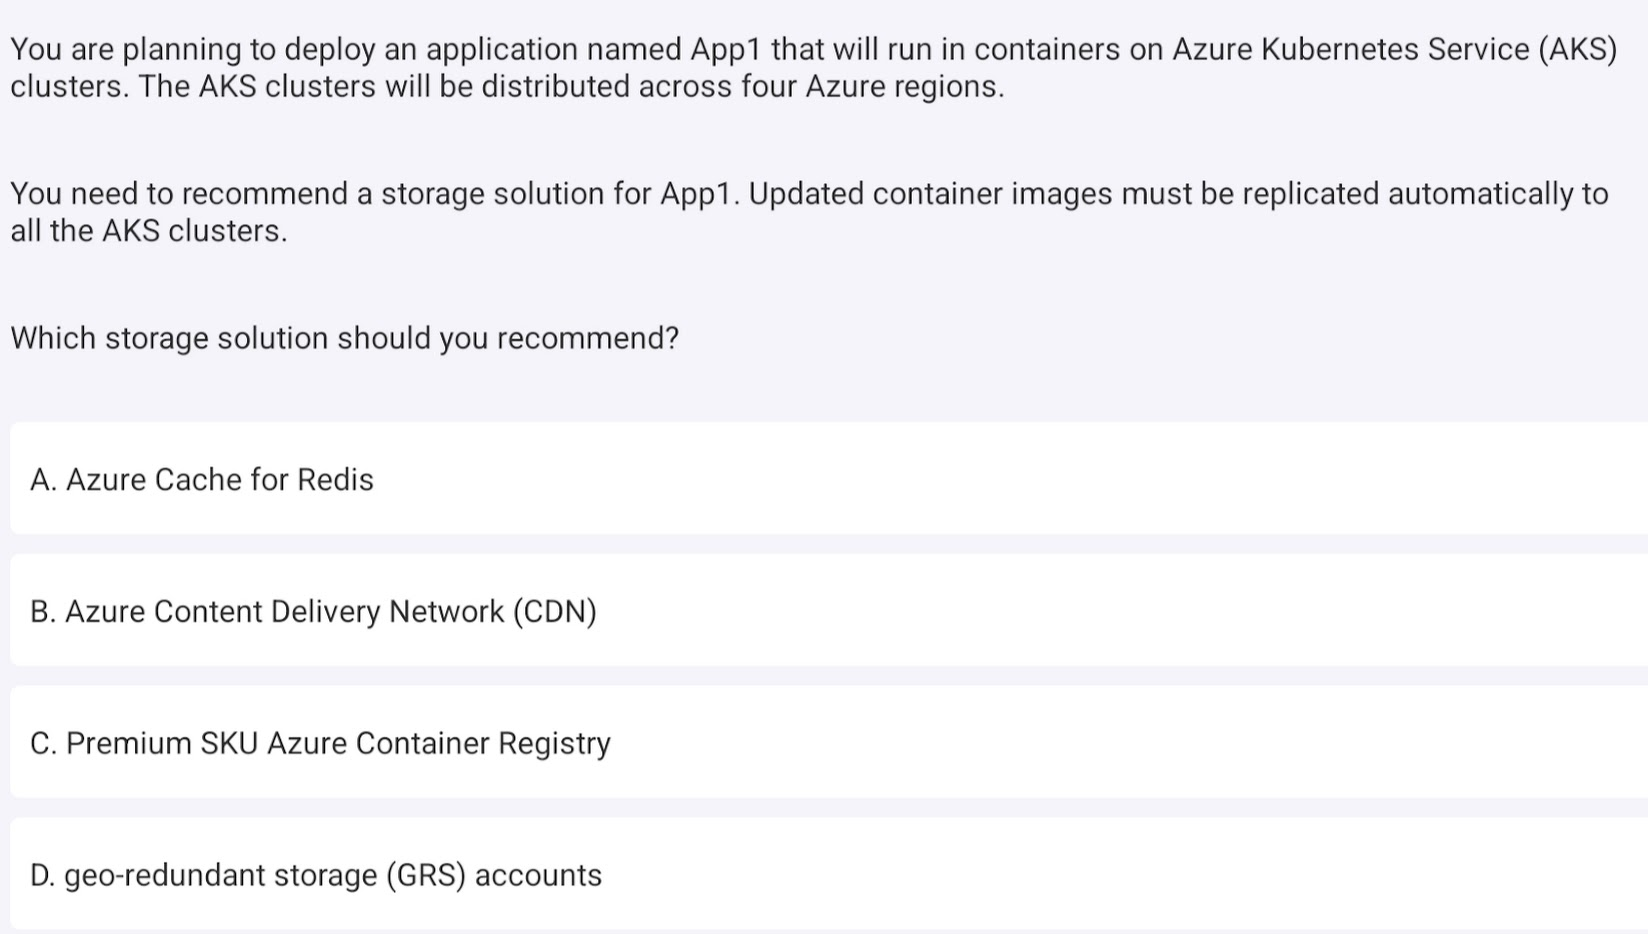 You are planning to deploy an application named App1 that will run in containers on Azure Kubernetes Service (AKS)
clusters. The AKS clusters will be distributed across four Azure regions.
You need to recommend a storage solution for App1. Updated container images must be replicated automatically to
all the AKS clusters.
Which storage solution should you recommend?
A. Azure Cache for Redis
B. Azure Content Delivery Network (CDN)
C. Premium SKU Azure Container Registry
D. geo-redundant storage (GRS) accounts